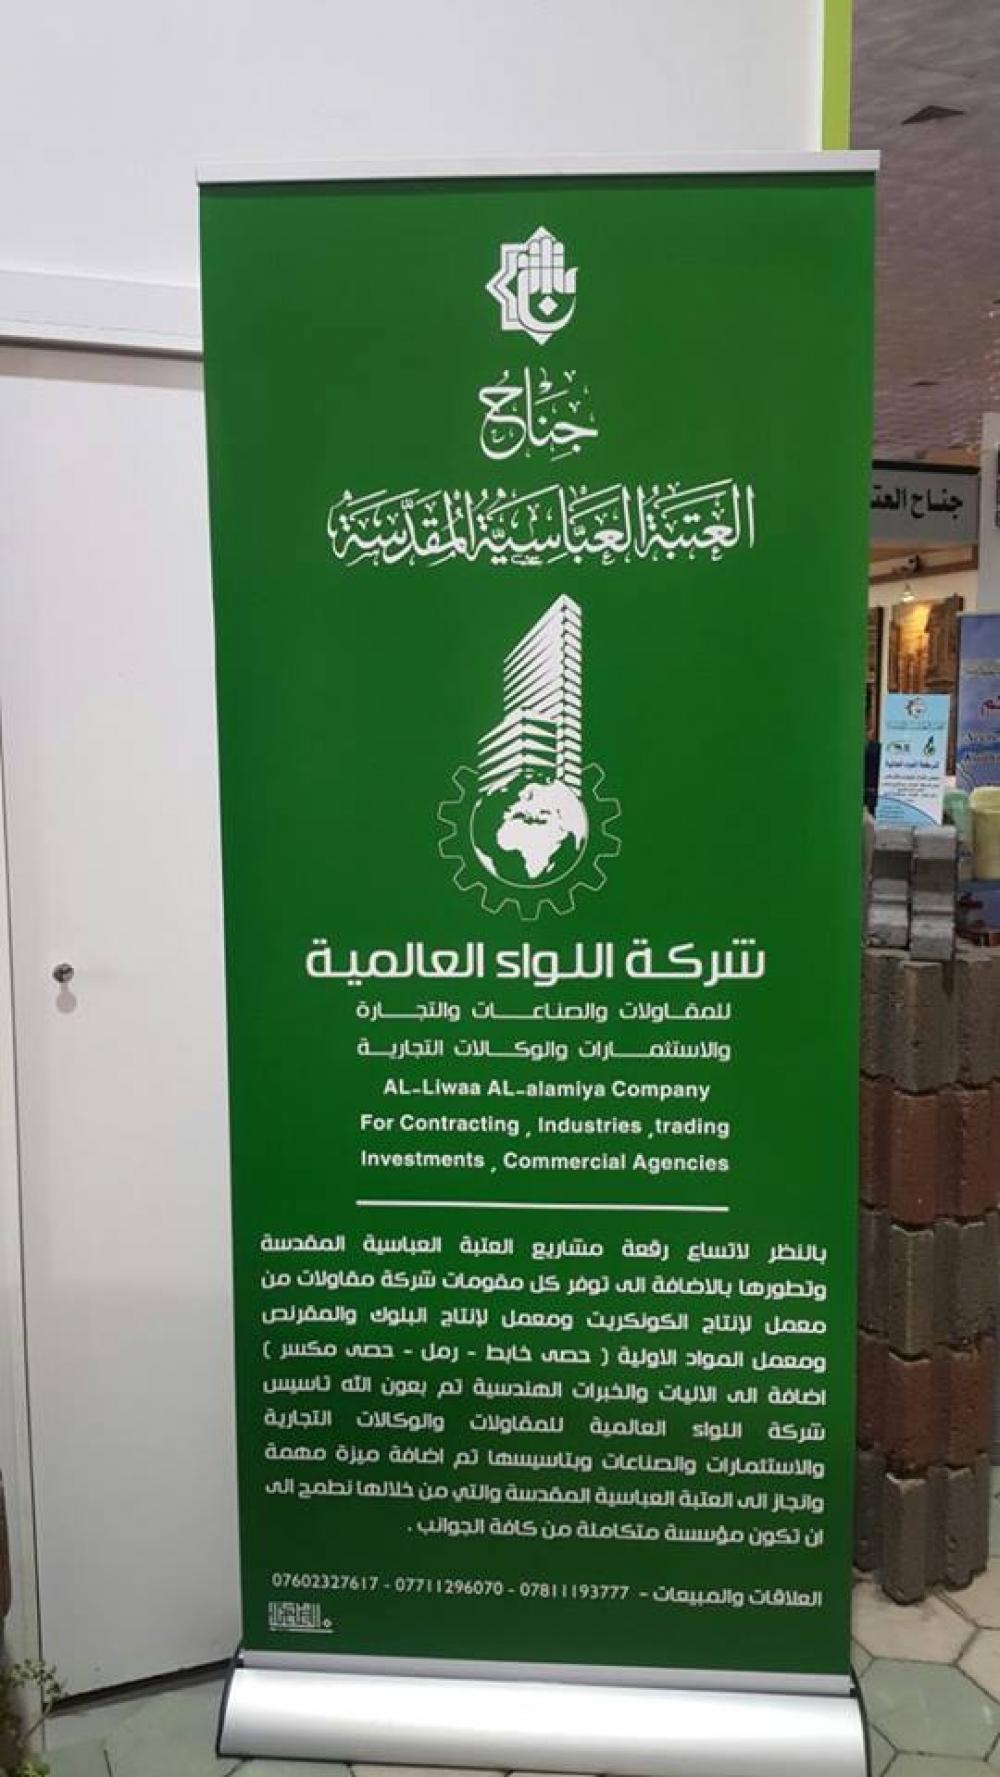 جناح
العتبة العباسية المقدسة
شركة اللواء العالمية
للمقاولات والصناعات والتجارة
والاستثمارات والوكالات التجارية
AL-Liwaa AL-alamiya Company
For Contracting , Industries ,trading
Investments , Commercial Agencies
بالنظر لاتساع رقعة مشاريع العتبة العباسية المقدسة
وتطورها بالاضافة الى توفر كل مقومات شركة مقاولات من
معمل لإنتاج الكونكريت ومعمل لإنتاج البلوك والمقرنص
ومعمل المواد الاولية ( حصى خابط - رمل - حصى مكسر )
اضافة الى الاليات والخبرات الهندسية تم بعون الله تاسيس
شركة اللواء العالمية للمقاولات والوكالات التجارية
والاستثمارات والصناعات وبتاسيسها تم اضافة ميزة مهمة
وانجاز الى العتبة العباسية المقدسة والتي من خلالها نطمح الى
ان تكون مؤسسة متكاملة من كافة الجوانب .
العلاقات والمبيعات - 07811193777 - 07711296070 - 07602327617
جناح العت